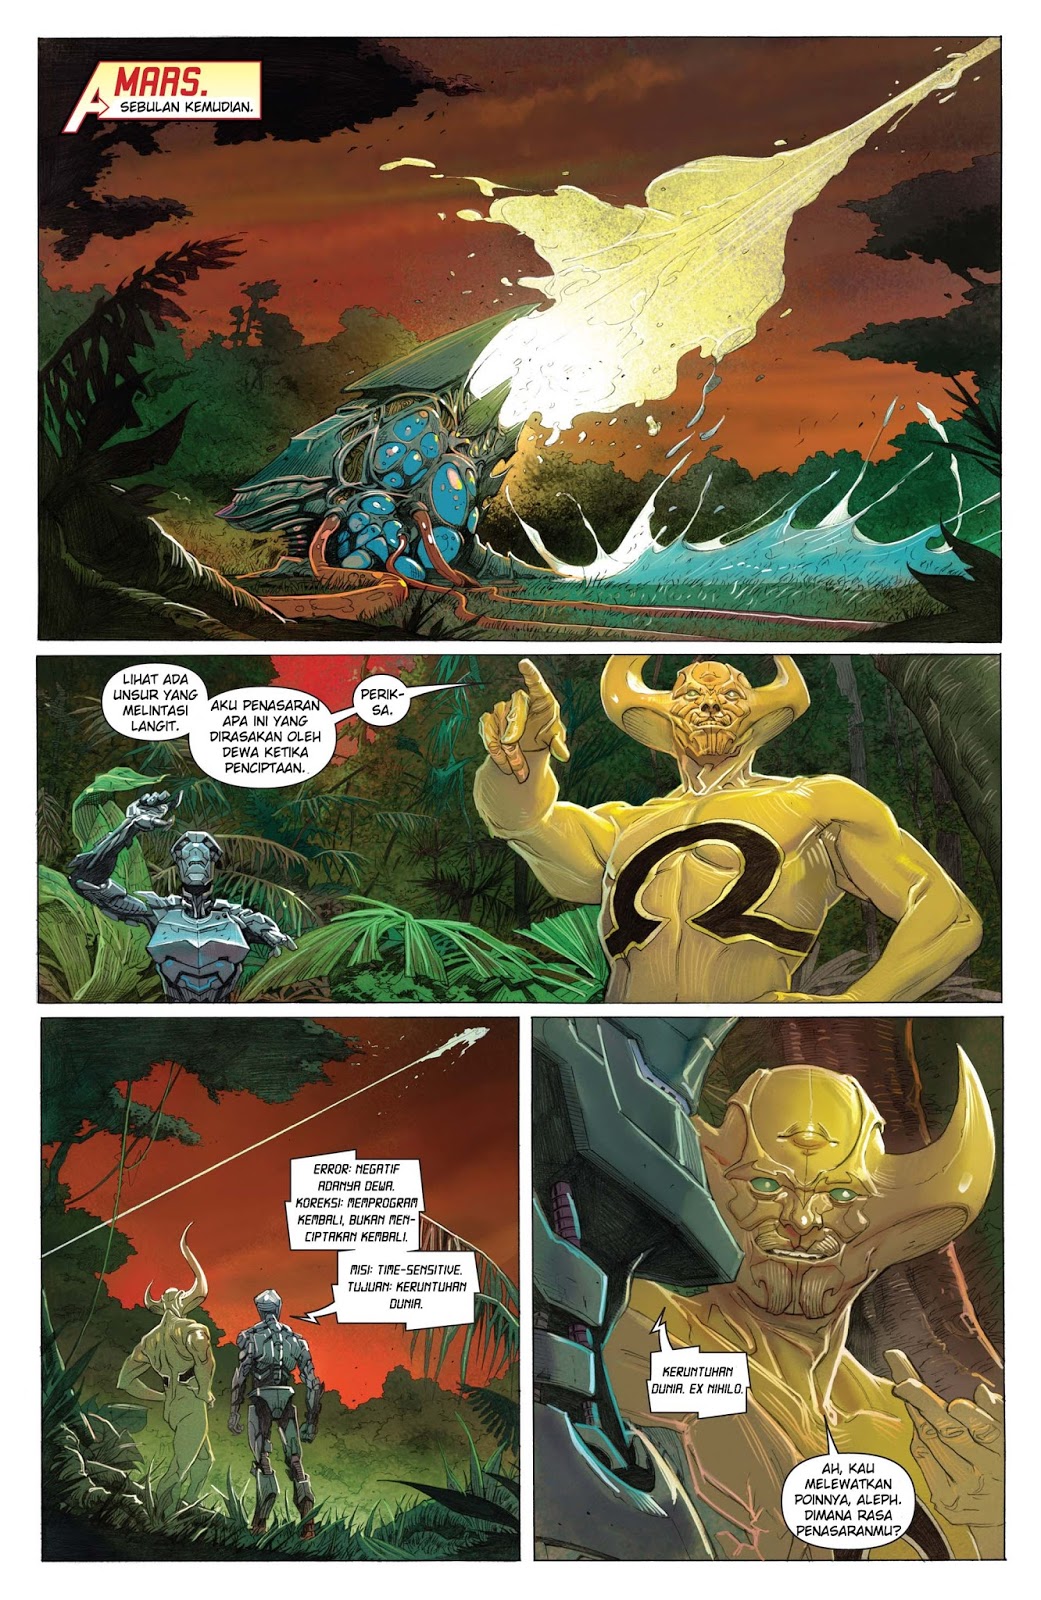 MARS.
SEBULAN KEMUDIAN.
LIHAT ADA
UNSUR YANG
MELINTASI
LANGIT.
AKU PENASARAN
APA INI YANG
DIRASAKAN OLEH
DEWA KETIKA
PENCIPTAAN.
PERIK-
SA.
ERROR: NEGATIF
ADANYA DEWA.
KOREKSI: MEMPROGRAM
KEMBALI, BUKAN MEN-
CIPTAKAN KEMBALI.
MISI: TIME-SENSITIVE.
TUJUAN: KERUNTUHAN
DUNIA.
KERUNTUHAN
DUNIA. EX NIHILO.
AH, KAU
MELEWATKAN
POINNYA, ALEPH.
DIMANA RASA
PENASARANMU?